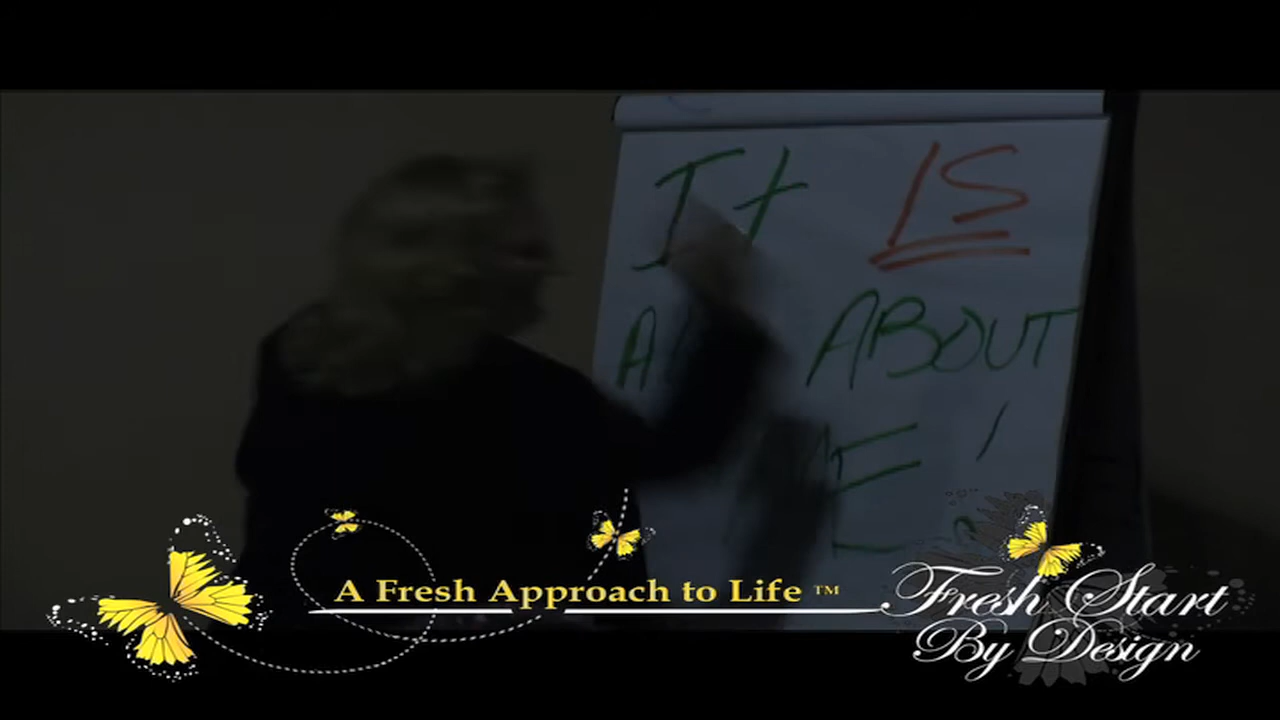 It IS
A ABOUT
E !
A Fresh Approach to Life ™
Fresh Start
By Design